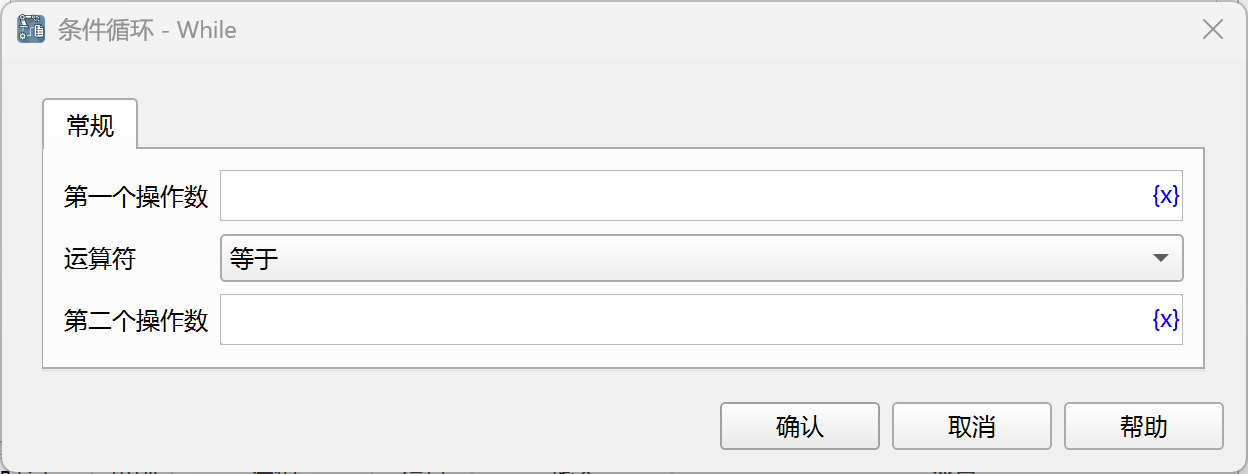 条件循环 - While
常规
第一个操作数 {x}
运算符 等于
第二个操作数 {x}
确认 取消 帮助